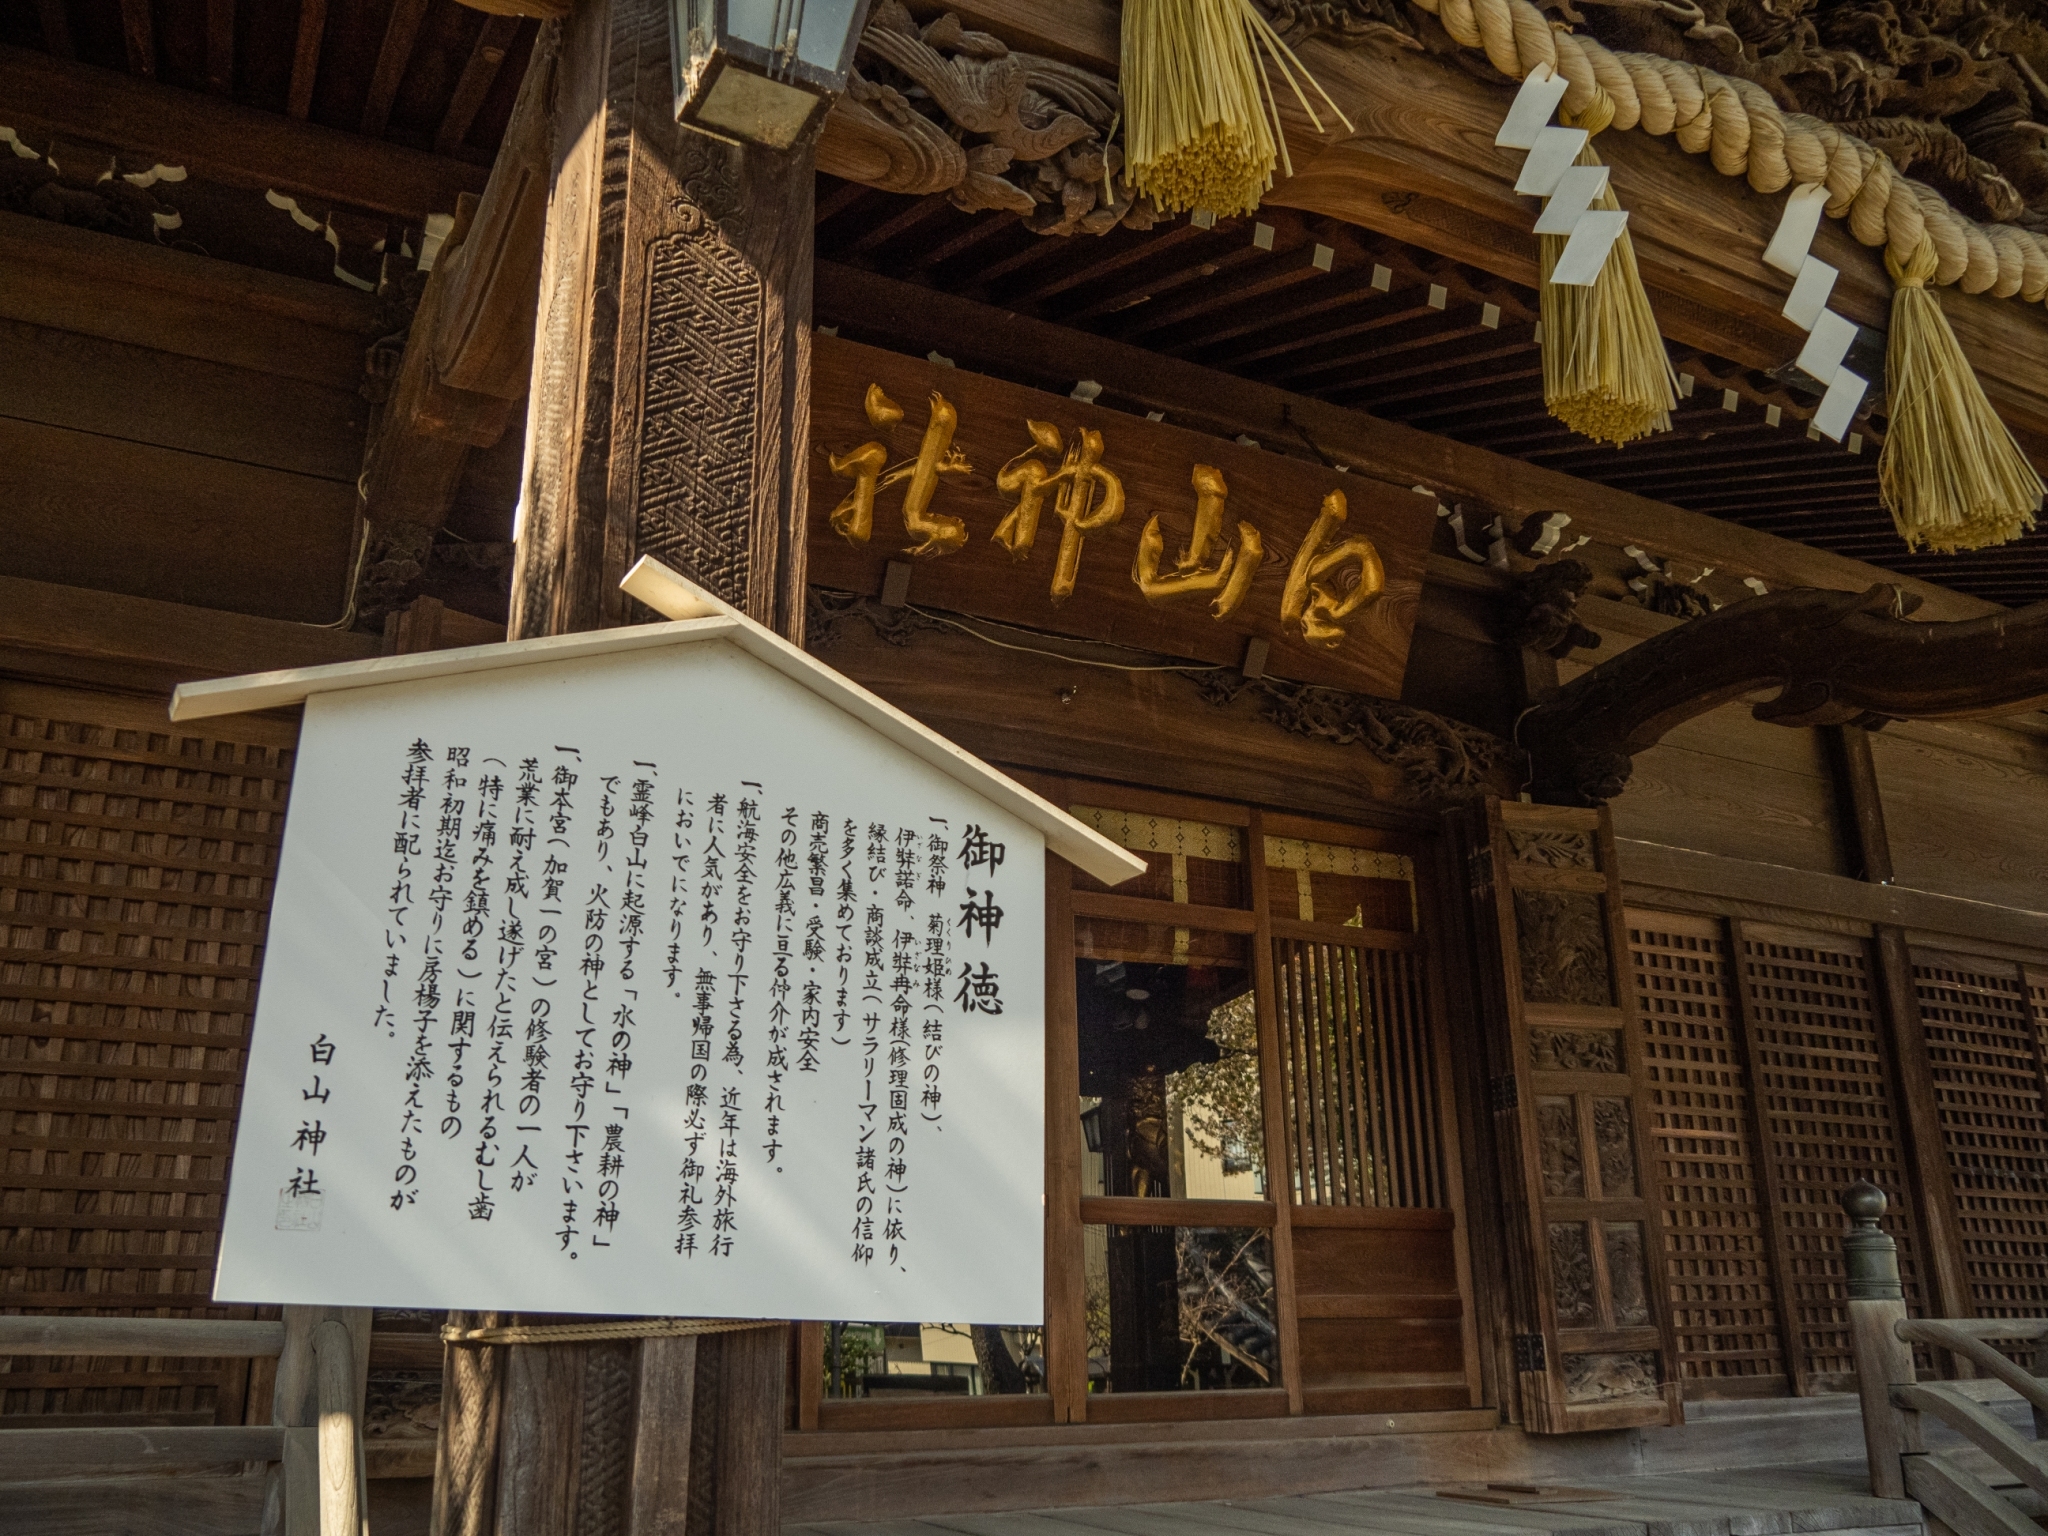 白山神社
御神徳
一、御祭神 菊理姫様(結びの神)、
くくりひめ
伊弉諾命、伊弉冉命様(修理固成の神)に依り、
いざなぎ いざなみ
縁結び・商談成立(サラリーマン諸氏の信仰
を多く集めております)
商売繁昌・受験・家内安全
その他広義に亘る仲介が成されます。
一、航海安全をお守り下さる為、近年は海外旅行
者に人気があり、無事帰国の際必ず御礼参拝
においでになります。
一、霊峰白山に起源する「水の神」「農耕の神」
でもあり、火防の神としてお守り下さいます。
一、御本宮(加賀一の宮)の修験者の一人が
荒業に耐え成し遂げたと伝えられるむし歯
(特に痛みを鎮める)に関するもの
昭和初期迄お守りに房楊子を添えたものが
参拝者に配られていました。
白山神社